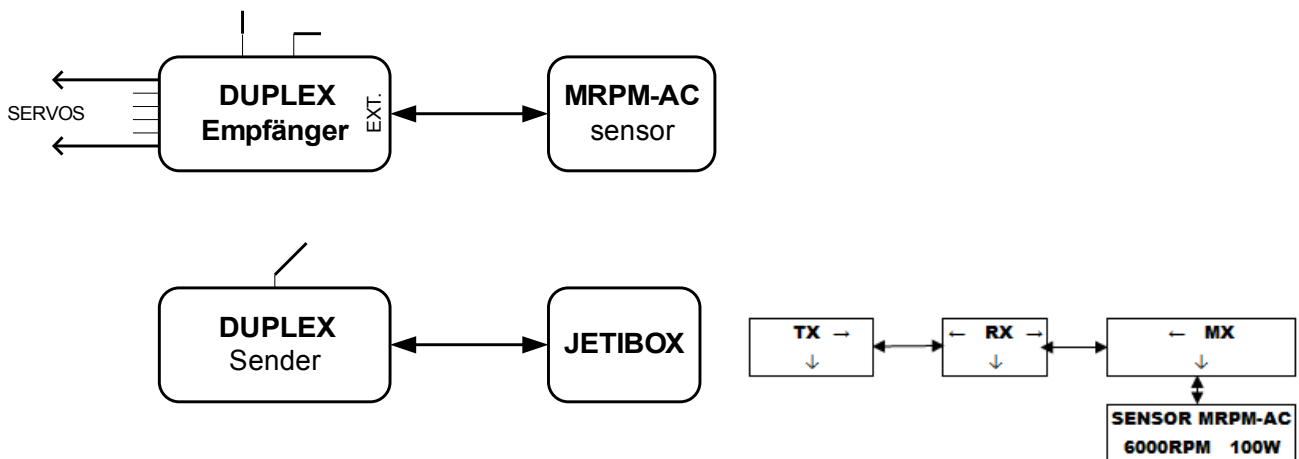 SERVOS
DUPLEX
Empfänger
EXT.
MRPM-AC
sensor
DUPLEX
Sender
JETIBOX
TX →
↓
← RX →
↓
← MX
↓
SENSOR MRPM-AC
6000RPM 100W